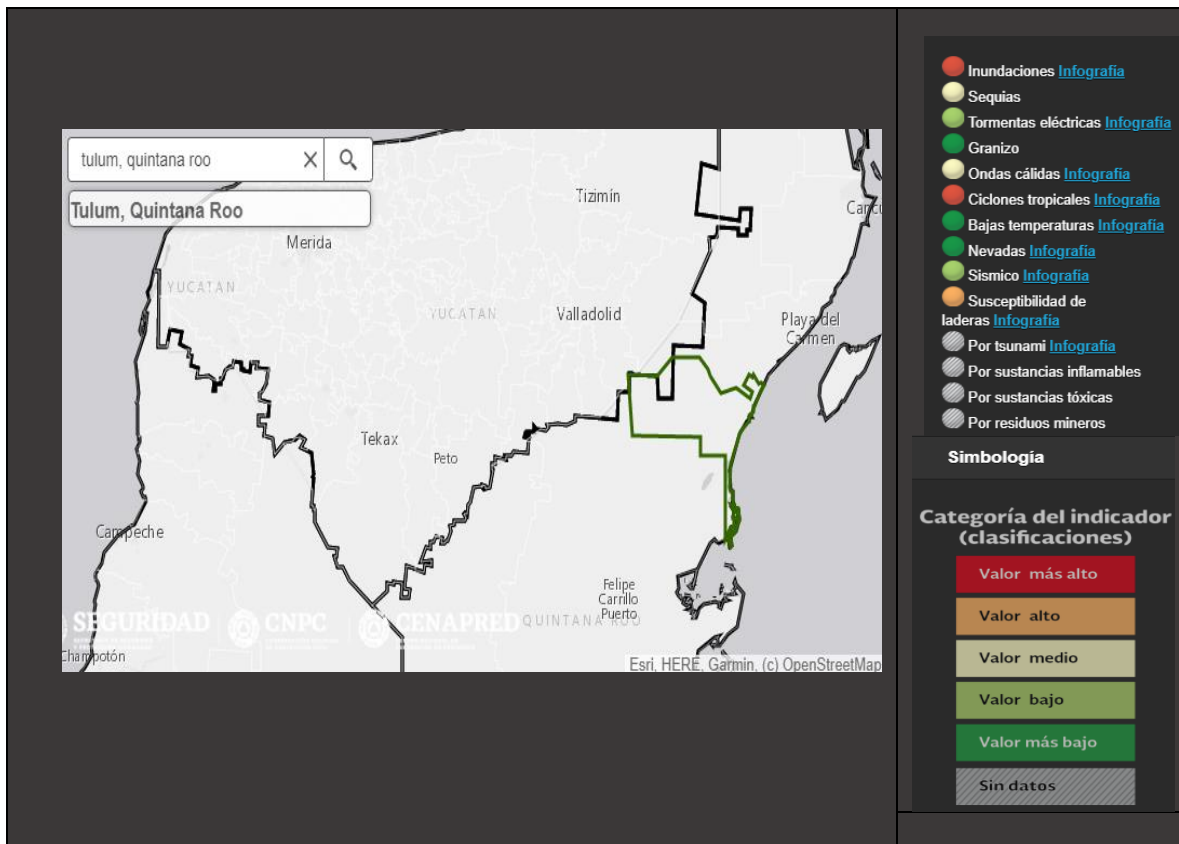 tulum, quintana roo
Tulum, Quintana Roo
Tizimín
Merida
YUCATAN
YUCATAN
Valladolid
Playa del
Carmen
Tekax
Peto
Campeche
Felipe
Carrillo
Puerto
QUINTANA ROO
SEGURIDAD
CNPC
CENAPRED
Champotón
Esri, HERE, Garmin, (c) OpenStreetMap
Inundaciones Infografía
Sequias
Tormentas eléctricas Infografía
Granizo
Ondas cálidas Infografía
Ciclones tropicales Infografía
Bajas temperaturas Infografía
Nevadas Infografía
Sismico Infografía
Susceptibilidad de
laderas Infografía
Por tsunami Infografía
Por sustancias inflamables
Por sustancias tóxicas
Por residuos mineros
Simbología
Categoría del indicador
(clasificaciones)
Valor más alto
Valor alto
Valor medio
Valor bajo
Valor más bajo
Sin datos